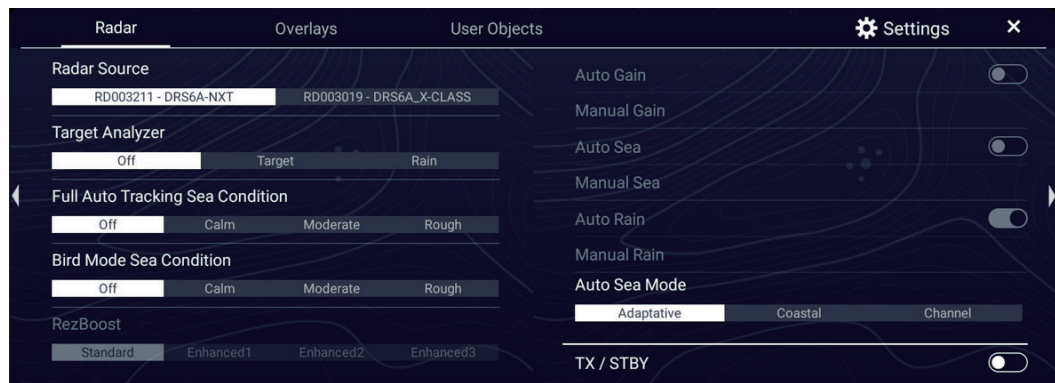 Radar Overlays User Objects Settings ×
Radar Source
RD003211 - DRS6A-NXT RD003019 - DRS6A_X-CLASS
Target Analyzer
Off Target Rain
Full Auto Tracking Sea Condition
Off Calm Moderate Rough
Bird Mode Sea Condition
Off Calm Moderate Rough
RezBoost
Standard Enhanced1 Enhanced2 Enhanced3
Auto Gain
Manual Gain
Auto Sea
Manual Sea
Auto Rain
Manual Rain
Auto Sea Mode
Adaptative Coastal Channel
TX / STBY